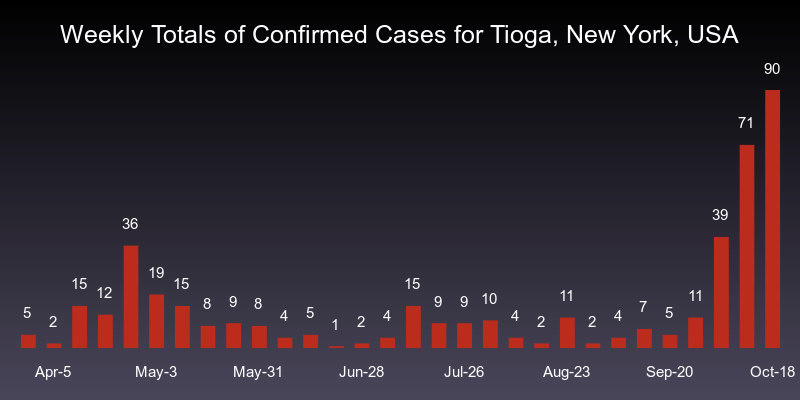 Weekly Totals of Confirmed Cases for Tioga, New York, USA
5 2 15 12 36 19 15 8 9 8 4 5 1 2 4 15 9 9 10 4 2 11 2 4 7 5 11 39 71 90
Apr-5 May-3 May-31 Jun-28 Jul-26 Aug-23 Sep-20 Oct-18